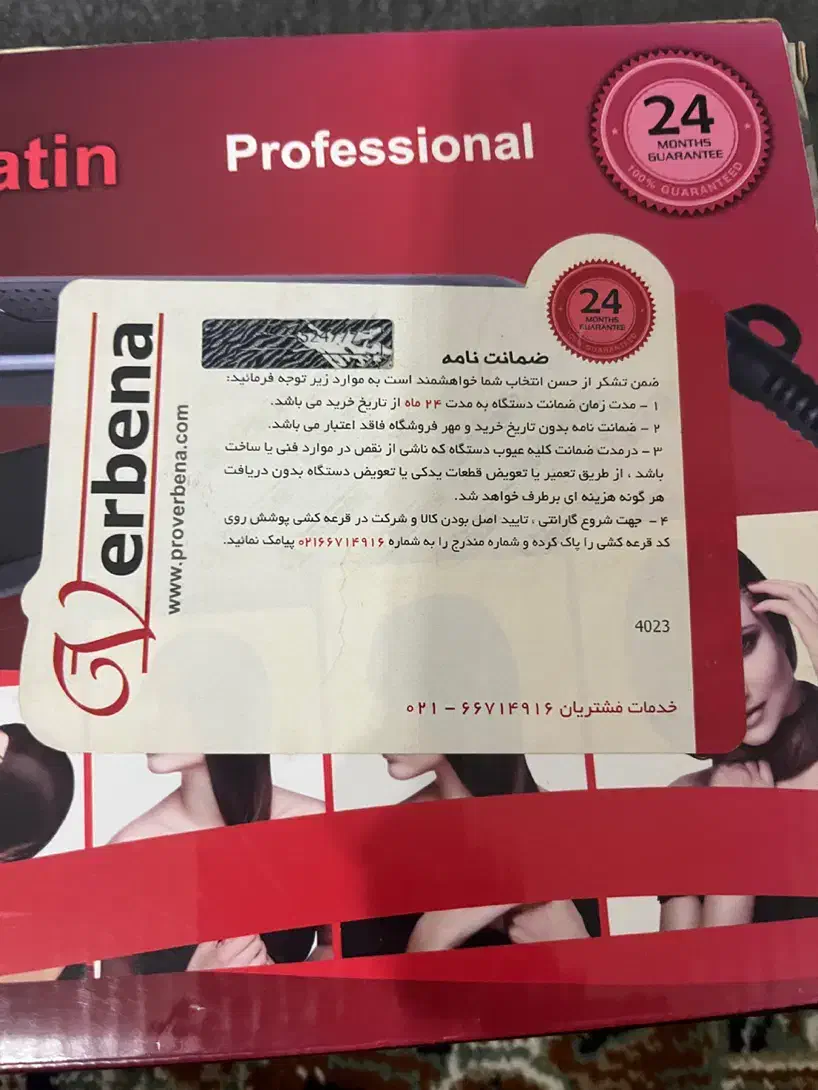 Professional
24
MONTHS
GUARANTEE
100% GUARANTEED
24
MONTHS
GUARANTEE
Verbena
www.proverbena.com
ضمانت نامه
ضمن تشکر از حسن انتخاب شما خواهشمند است به موارد زیر توجه فرمائید:
۱ - مدت زمان ضمانت دستگاه به مدت ۲۴ ماه از تاریخ خرید می باشد.
۲ - ضمانت نامه بدون تاریخ خرید و مهر فروشگاه فاقد اعتبار می باشد.
۳ - درمدت ضمانت کلیه عیوب دستگاه که ناشی از نقص در موارد فنی یا ساخت
باشد ، از طریق تعمیر یا تعویض قطعات یدکی یا تعویض دستگاه بدون دریافت
هر گونه هزینه ای برطرف خواهد شد.
۴ - جهت شروع گارانتی ، تایید اصل بودن کالا و شرکت در قرعه کشی پوشش روی
کد قرعه کشی را پاک کرده و شماره مندرج را به شماره ۰۲۱۶۶۷۱۴۹۱۶ پیامک نمائید.
4023
خدمات مشتریان ۶۶۷۱۴۹۱۶ - ۰۲۱